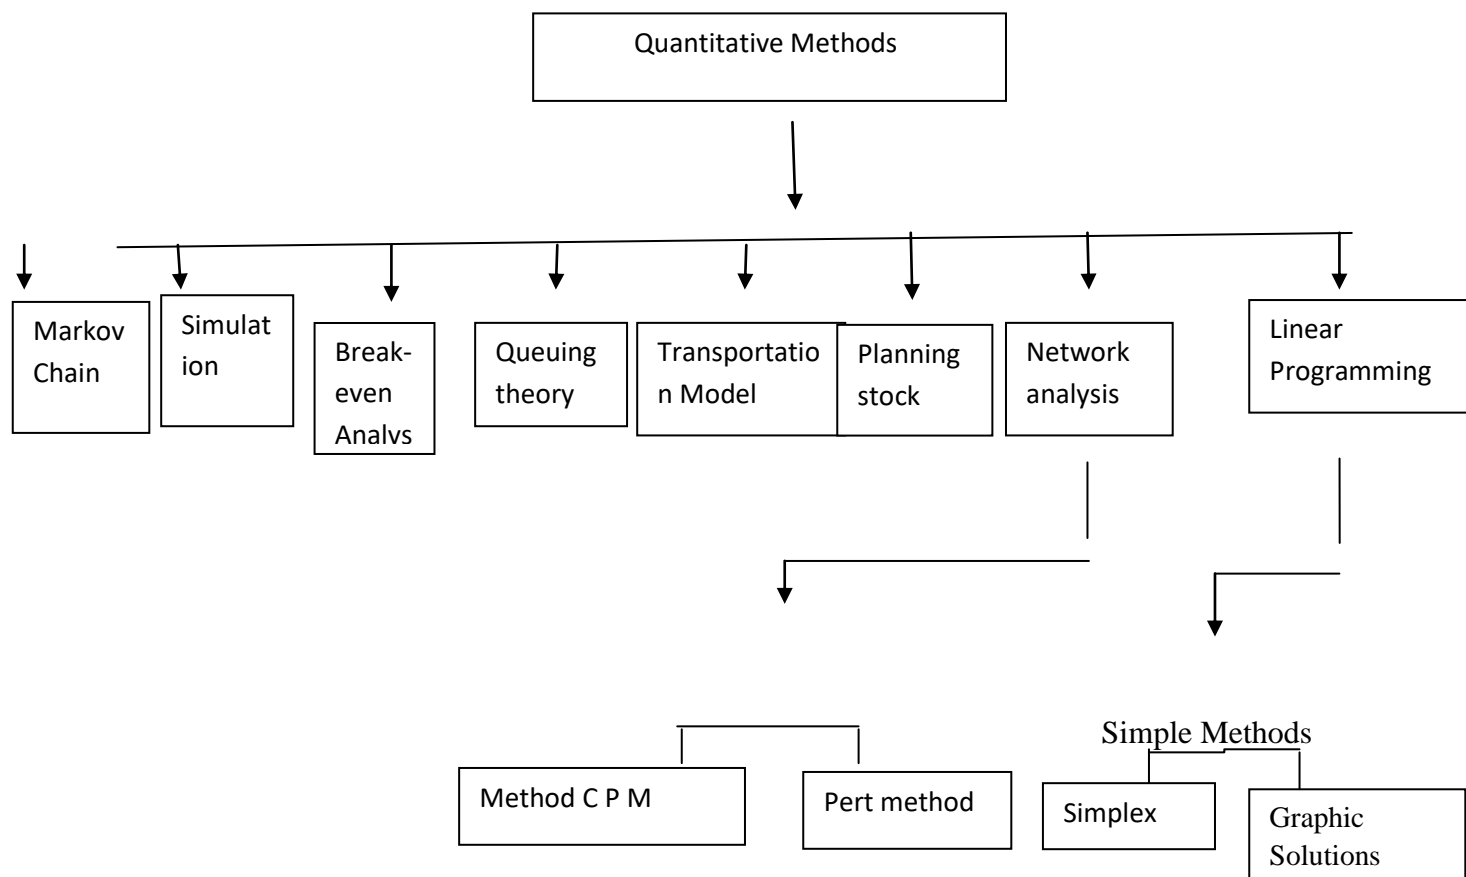 Quantitative Methods
Markov
Chain
Simulat
ion
Break-
even
Analys
Queuing
theory
Transportatio
n Model
Planning
stock
Network
analysis
Linear
Programming
Simple Methods
Method C P M
Pert method
Simplex
Graphic
Solutions